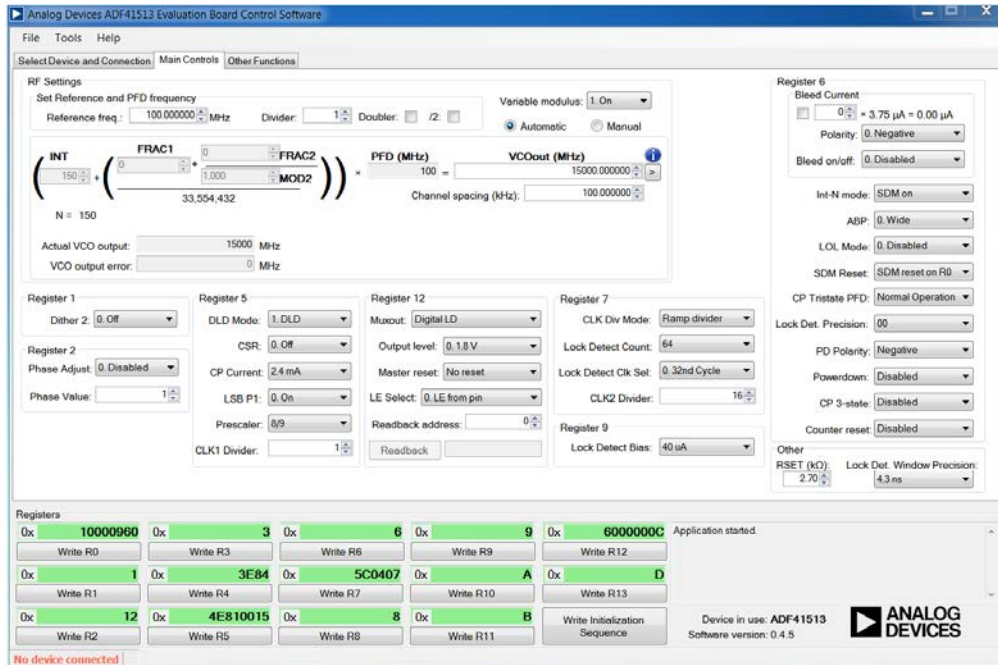 Analog Devices ADF41513 Evaluation Board Control Software
File Tools Help
Select Device and Connection Main Controls Other Functions
RF Settings
Set Reference and PFD frequency
Reference freq.: 100.000000 MHz Divider: 1 Doubler: /2:
Variable modulus: 1. On
Automatic Manual
INT FRAC1 FRAC2 MOD2 PFD (MHz) VCOout (MHz)
( 150 + ( 0 + 0 / 1,000 ) ) × 100 = 15000.000000 >
33,554,432
Channel spacing (kHz): 100.000000
N = 150
Actual VCO output: 15000 MHz
VCO output error: 0 MHz
Register 1
Dither 2: 0. Off
Register 2
Phase Adjust: 0. Disabled
Phase Value: 1
Register 5
DLD Mode: 1. DLD
CSR: 0. Off
CP Current: 2.4 mA
LSB P1: 0. On
Prescaler: 8/9
CLK1 Divider: 1
Register 12
Muxout: Digital LD
Output level: 0. 1.8 V
Master reset: No reset
LE Select: 0. LE from pin
Readback address: 0
Readback
Register 7
CLK Div Mode: Ramp divider
Lock Detect Count: 64
Lock Detect Clk Sel: 0. 32nd Cycle
CLK2 Divider: 16
Register 9
Lock Detect Bias: 40 uA
Register 6
Bleed Current
0 × 3.75 µA = 0.00 µA
Polarity: 0. Negative
Bleed on/off: 0. Disabled
Int-N mode: SDM on
ABP: 0. Wide
LOL Mode: 0. Disabled
SDM Reset: SDM reset on R0
CP Tristate PFD: Normal Operation
Lock Det. Precision: 00
PD Polarity: Negative
Powerdown: Disabled
CP 3-state: Disabled
Counter reset: Disabled
Other
RSET (kΩ): Lock Det. Window Precision:
2.70 4.3 ns
Registers
0x 10000960 0x 3 0x 6 0x 9 0x 6000000C
Write R0 Write R3 Write R6 Write R9 Write R12
0x 1 0x 3E84 0x 5C0407 0x A 0x D
Write R1 Write R4 Write R7 Write R10 Write R13
0x 12 0x 4E810015 0x 8 0x B
Write R2 Write R5 Write R8 Write R11
Write Initialization
Sequence
Application started.
Device in use: ADF41513
Software version: 0.4.5
ANALOG
DEVICES
No device connected